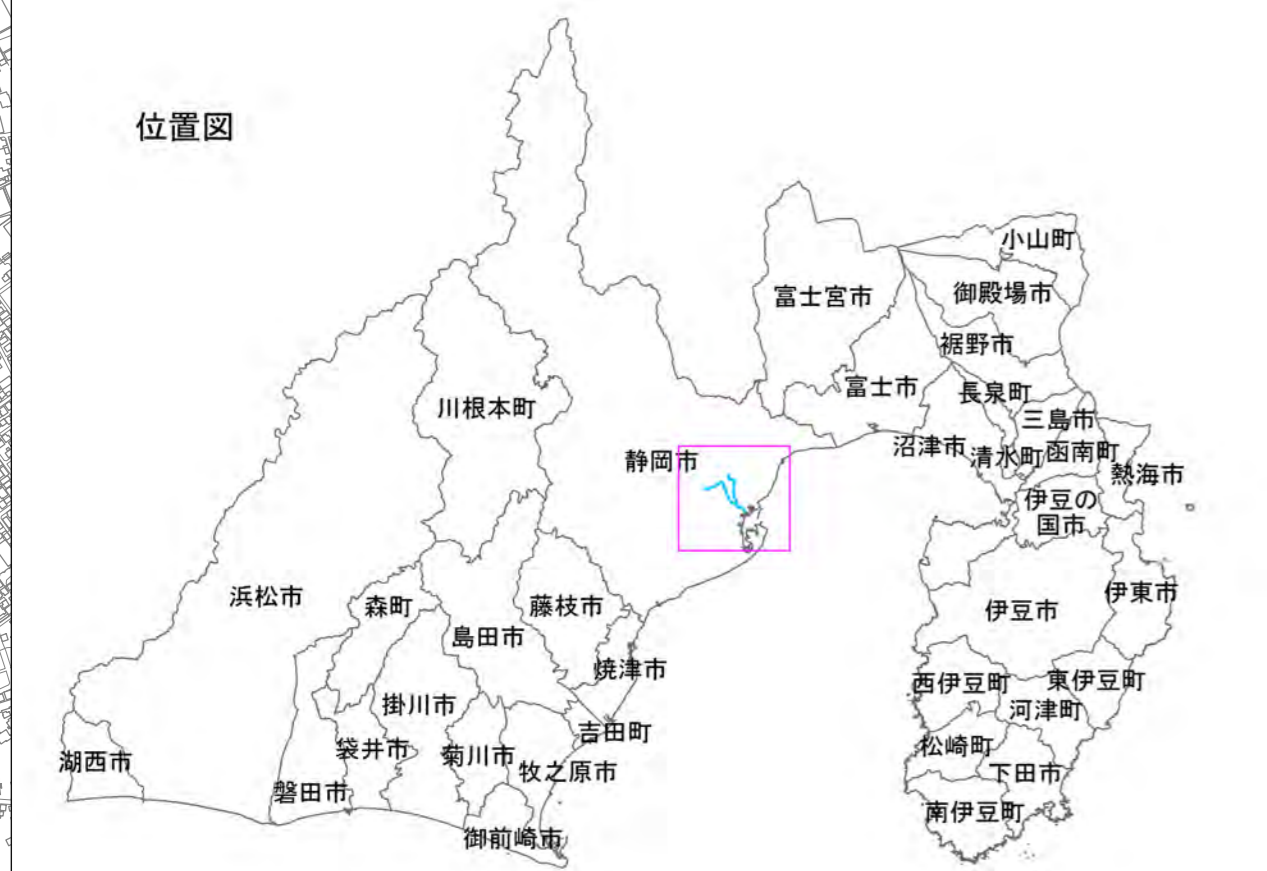 位置図
小山町
富士宮市
御殿場市
裾野市
富士市
長泉町
川根本町
三島市
沼津市
清水町
函南町
静岡市
熱海市
伊豆の
国市
浜松市
森町
藤枝市
伊豆市
伊東市
島田市
焼津市
西伊豆町
東伊豆町
掛川市
河津町
吉田町
袋井市
菊川市
松崎町
湖西市
牧之原市
下田市
磐田市
南伊豆町
御前崎市